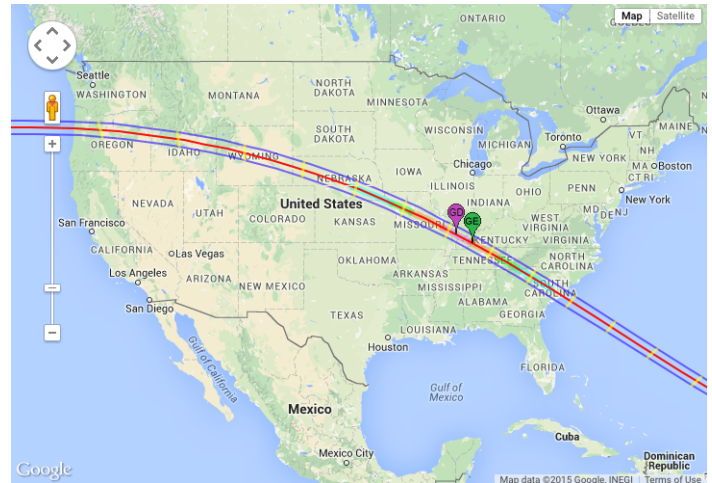 ONTARIO
QUEBEC
Map
Satellite
Seattle
WASHINGTON
MONTANA
NORTH
DAKOTA
MINNESOTA
Ottawa
MAINE
OREGON
IDAHO
WYOMING
SOUTH
DAKOTA
WISCONSIN
MICHIGAN
Toronto
VT
NH
NEW YORK
MA
Boston
CT
RI
Chicago
IOWA
NEBRASKA
ILLINOIS
INDIANA
OHIO
PENN
New York
NEVADA
UTAH
COLORADO
United States
KANSAS
MISSOURI
GD
GE
WEST
VIRGINIA
MD
DE
NJ
KENTUCKY
VIRGINIA
San Francisco
CALIFORNIA
Las Vegas
Los Angeles
ARIZONA
NEW MEXICO
OKLAHOMA
ARKANSAS
TENNESSEE
NORTH
CAROLINA
SOUTH
CAROLINA
San Diego
TEXAS
MISSISSIPPI
ALABAMA
GEORGIA
LOUISIANA
Houston
FLORIDA
Gulf of California
Gulf of
Mexico
Mexico
Cuba
Mexico City
Dominican
Republic
Google
Map data ©2015 Google, INEGI
Terms of Use